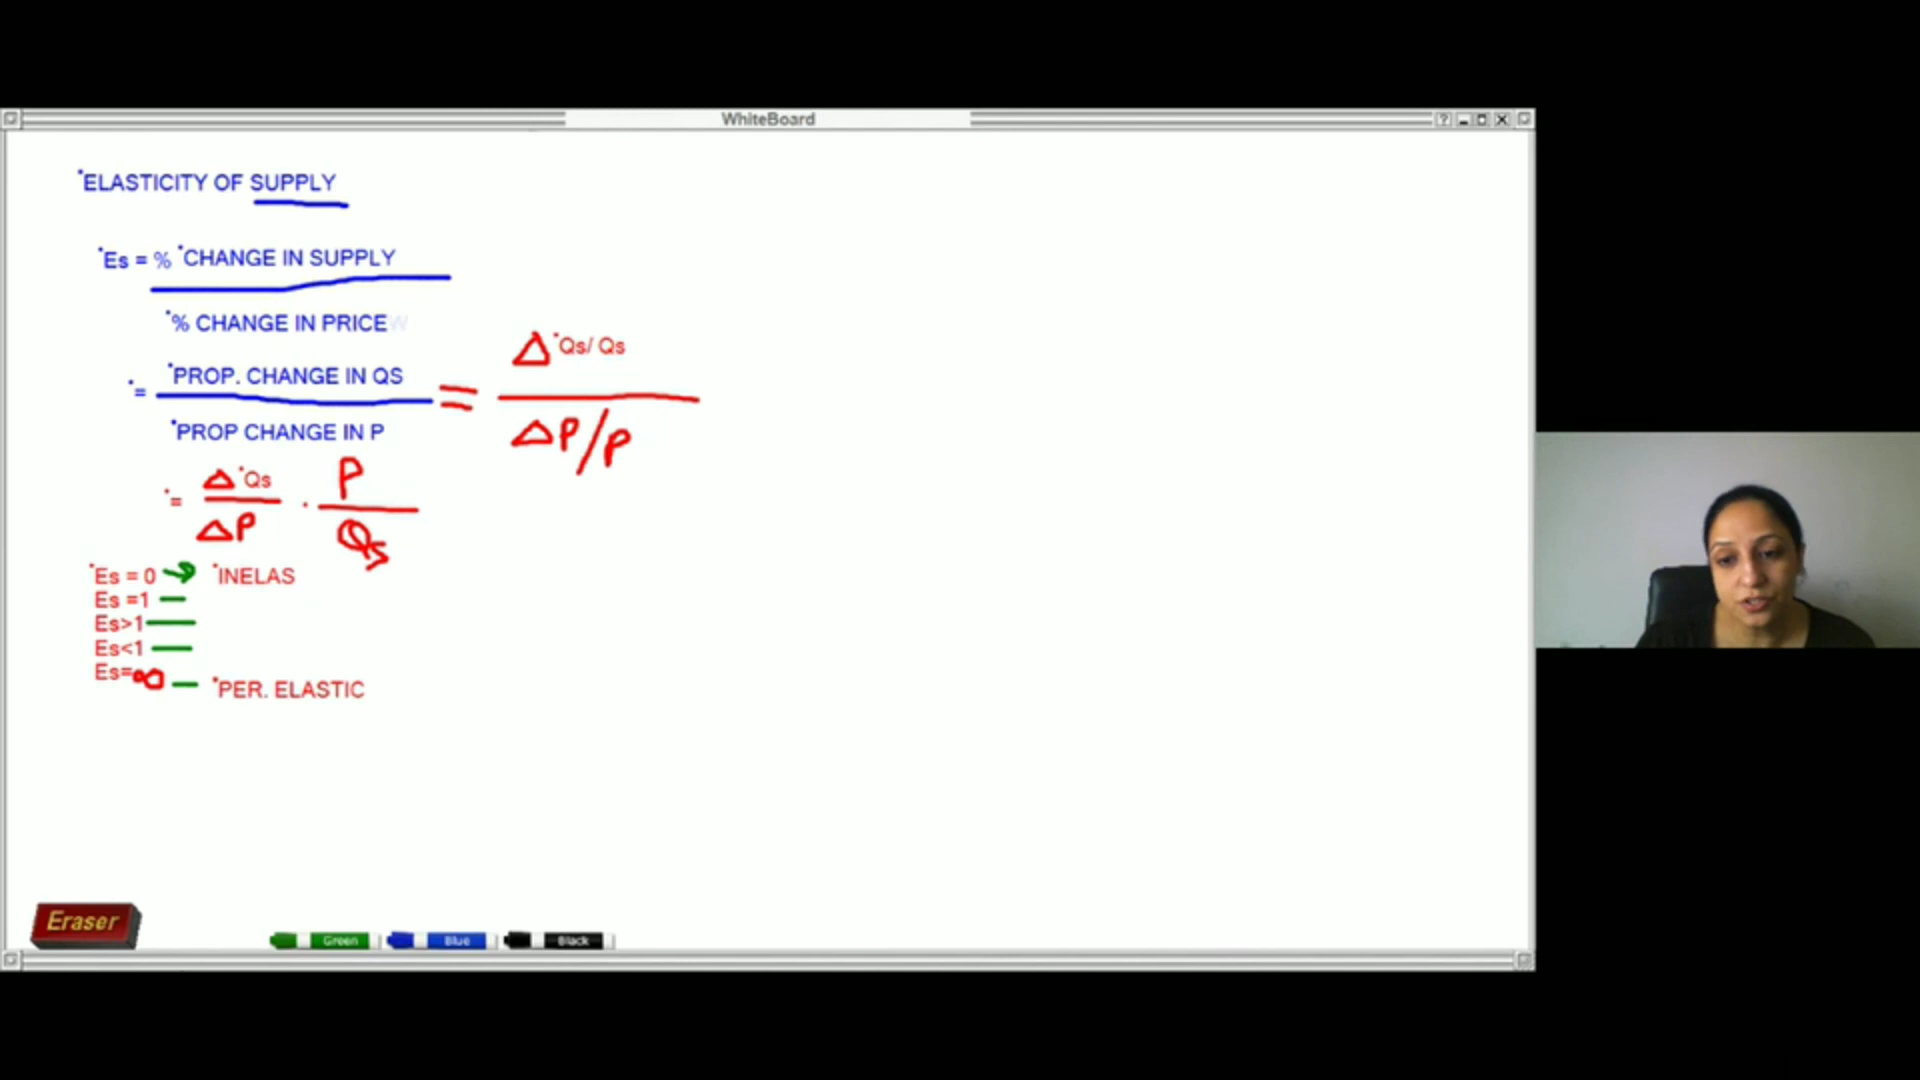 WhiteBoard
ELASTICITY OF SUPPLY
Es = % CHANGE IN SUPPLY
% CHANGE IN PRICE
= PROP. CHANGE IN QS =
PROP CHANGE IN P
Δ Qs/ Qs
ΔP/P
= Δ Qs . P
ΔP Qs
Es = 0 → INELAS
Es =1 —
Es>1 —
Es<1 —
Es=∞ — PER. ELASTIC
Eraser
Green Blue Black